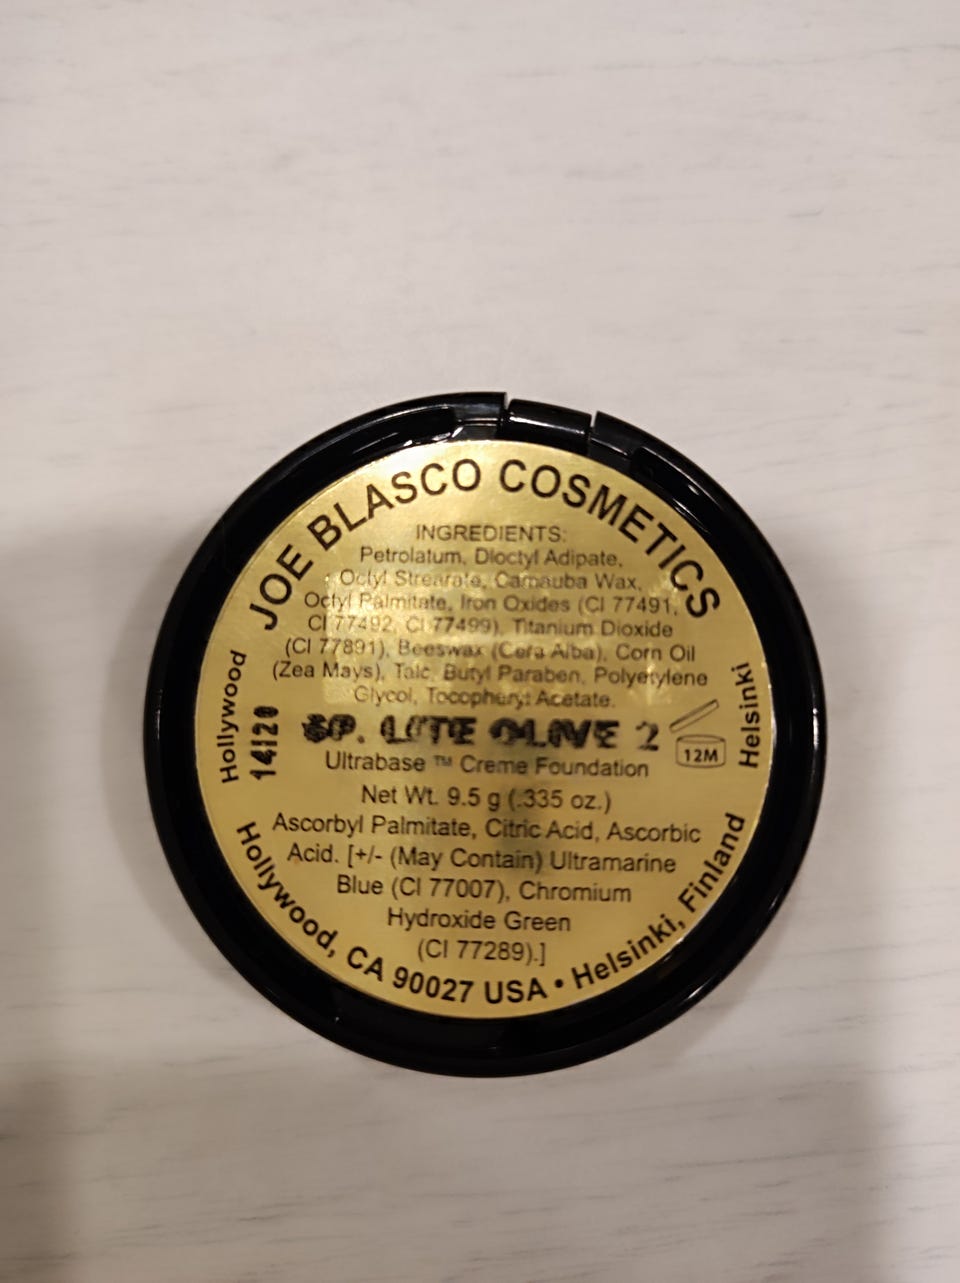 JOE BLASCO COSMETICS
INGREDIENTS:
Petrolatum, Dioctyl Adipate,
Octyl Strearate, Carnauba Wax,
Octyl Palmitate, Iron Oxides (CI 77491,
CI 77492, CI 77499), Titanium Dioxide
(CI 77891), Beeswax (Cera Alba), Corn Oil
(Zea Mays), Talc, Butyl Paraben, Polyetylene
Glycol, Tocopheryt Acetate.
SP. LITE OLIVE 2
12M
Ultrabase ™ Creme Foundation
Net Wt. 9.5 g (.335 oz.)
Ascorbyl Palmitate, Citric Acid, Ascorbic
Acid. [+/- (May Contain) Ultramarine
Blue (CI 77007), Chromium
Hydroxide Green
(CI 77289).]
Hollywood
14120
Helsinki
Hollywood, CA 90027 USA • Helsinki, Finland